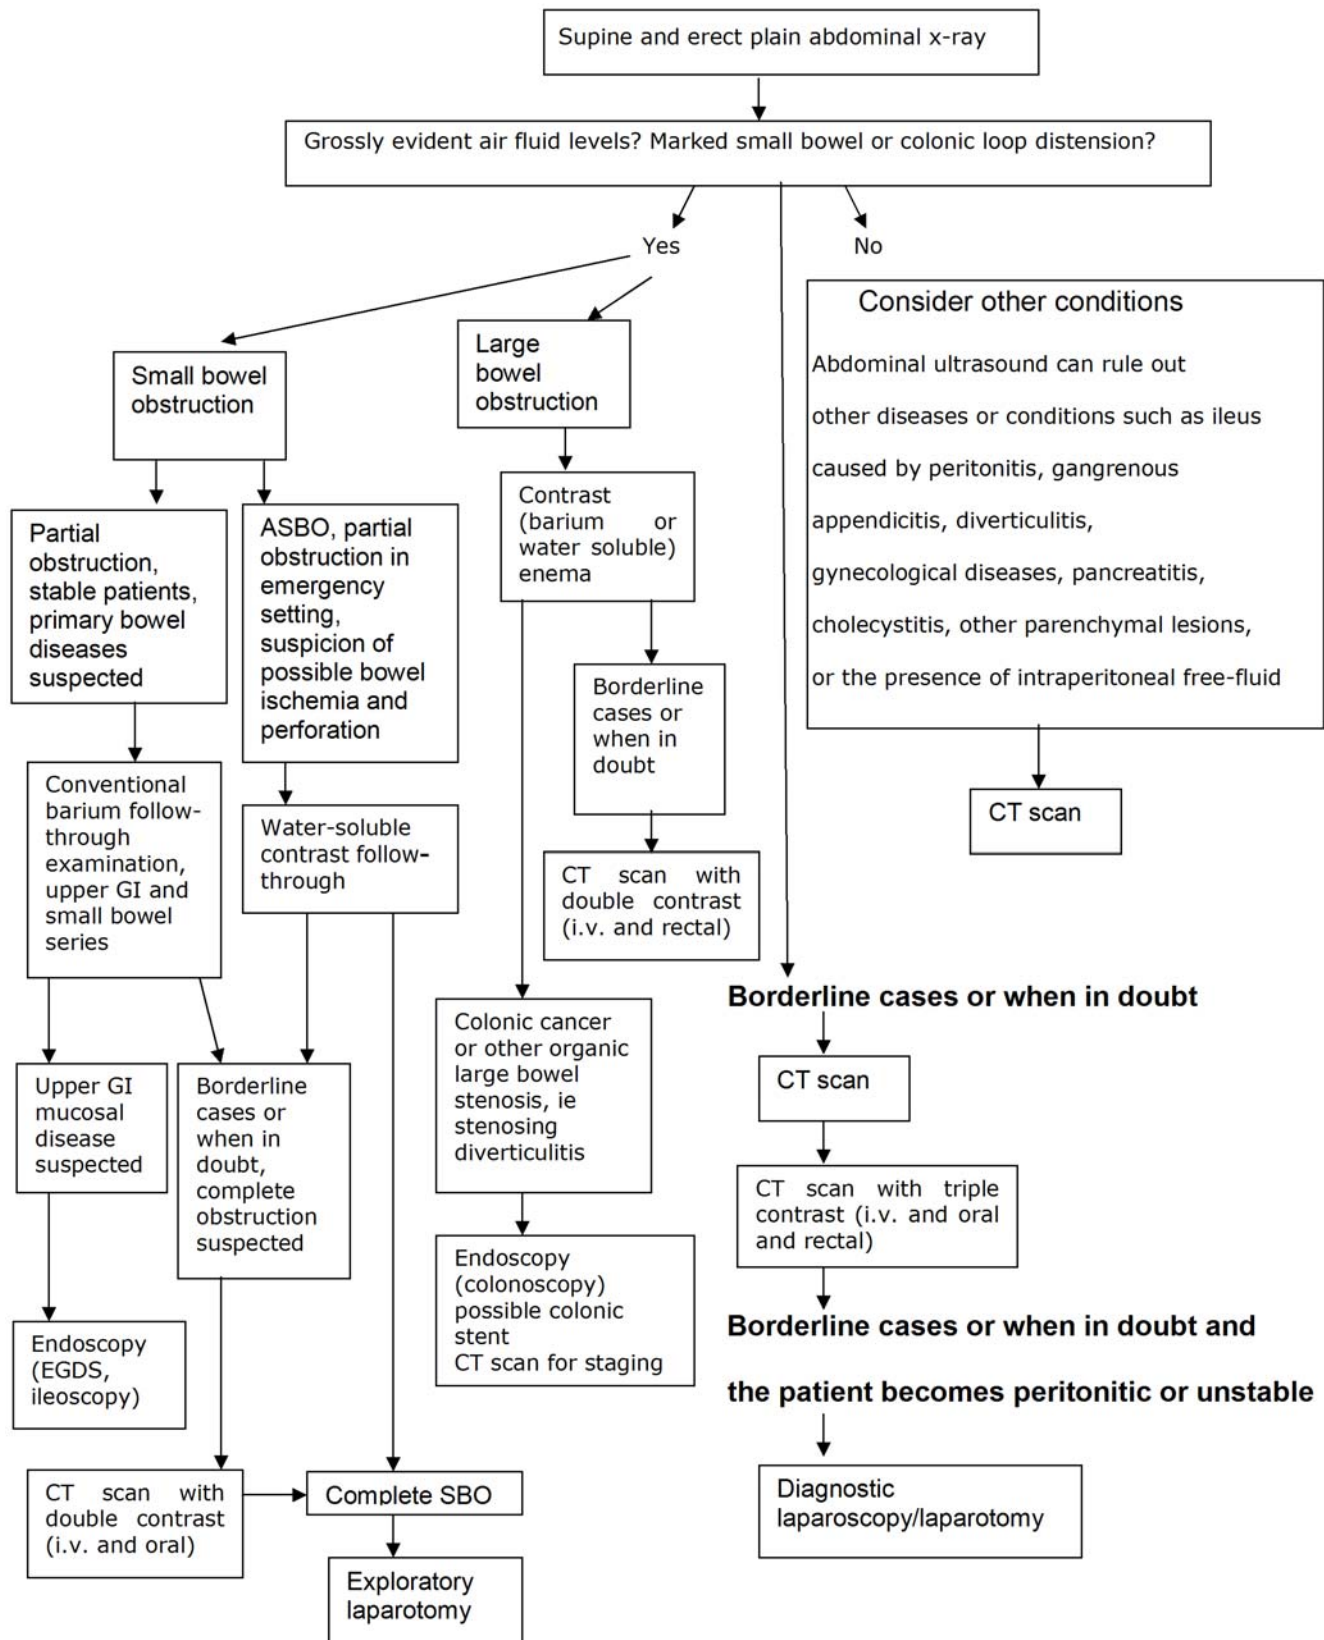 Supine and erect plain abdominal x-ray
Grossly evident air fluid levels? Marked small bowel or colonic loop distension?
Yes
No
Small bowel
obstruction
Large
bowel
obstruction
Consider other conditions
Abdominal ultrasound can rule out
other diseases or conditions such as ileus
caused by peritonitis, gangrenous
appendicitis, diverticulitis,
gynecological diseases, pancreatitis,
cholecystitis, other parenchymal lesions,
or the presence of intraperitoneal free-fluid
CT scan
Partial
obstruction,
stable patients,
primary bowel
diseases
suspected
ASBO, partial
obstruction in
emergency
setting,
suspicion of
possible bowel
ischemia and
perforation
Contrast
(barium or
water soluble)
enema
Borderline
cases or
when in
doubt
CT scan with
double contrast
(i.v. and rectal)
Conventional
barium follow-
through
examination,
upper GI and
small bowel
series
Water-soluble
contrast follow-
through
Upper GI
mucosal
disease
suspected
Borderline
cases or
when in
doubt,
complete
obstruction
suspected
Colonic cancer
or other organic
large bowel
stenosis, ie
stenosing
diverticulitis
Endoscopy
(colonoscopy)
possible colonic
stent
CT scan for staging
Borderline cases or when in doubt
CT scan
CT scan with triple
contrast (i.v. and oral
and rectal)
Borderline cases or when in doubt and
the patient becomes peritonitic or unstable
Diagnostic
laparoscopy/laparotomy
Endoscopy
(EGDS,
ileoscopy)
CT scan with
double contrast
(i.v. and oral)
Complete SBO
Exploratory
laparotomy